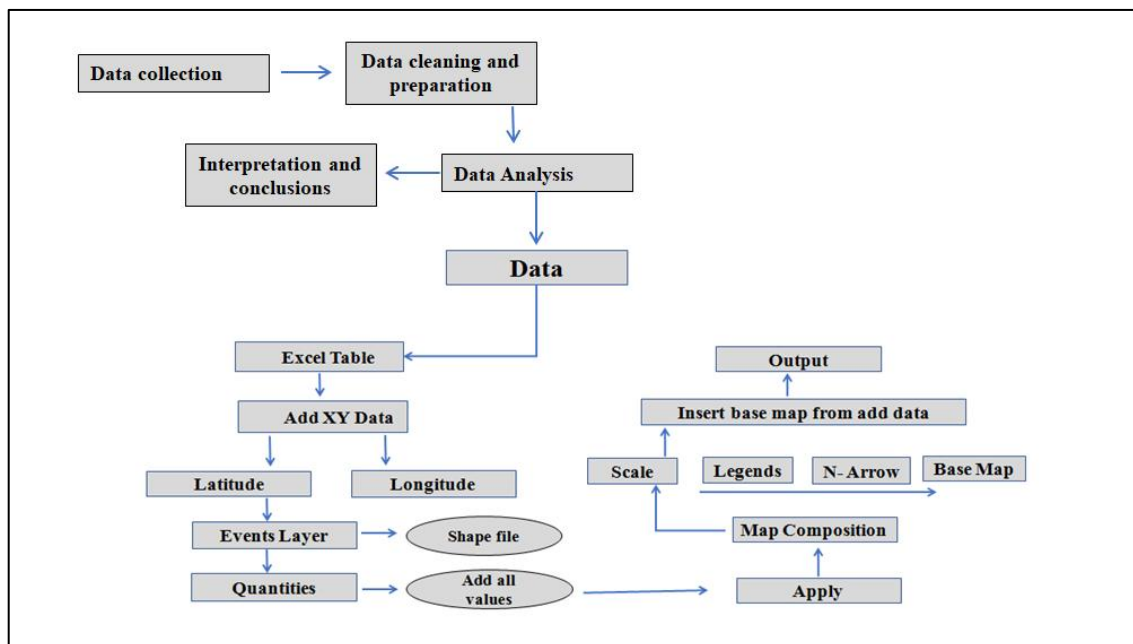 Data collection
Data cleaning and
preparation
Interpretation and
conclusions
Data Analysis
Data
Excel Table
Add XY Data
Latitude
Longitude
Events Layer
Shape file
Quantities
Add all
values
Output
Insert base map from add data
Scale
Legends
N- Arrow
Base Map
Map Composition
Apply